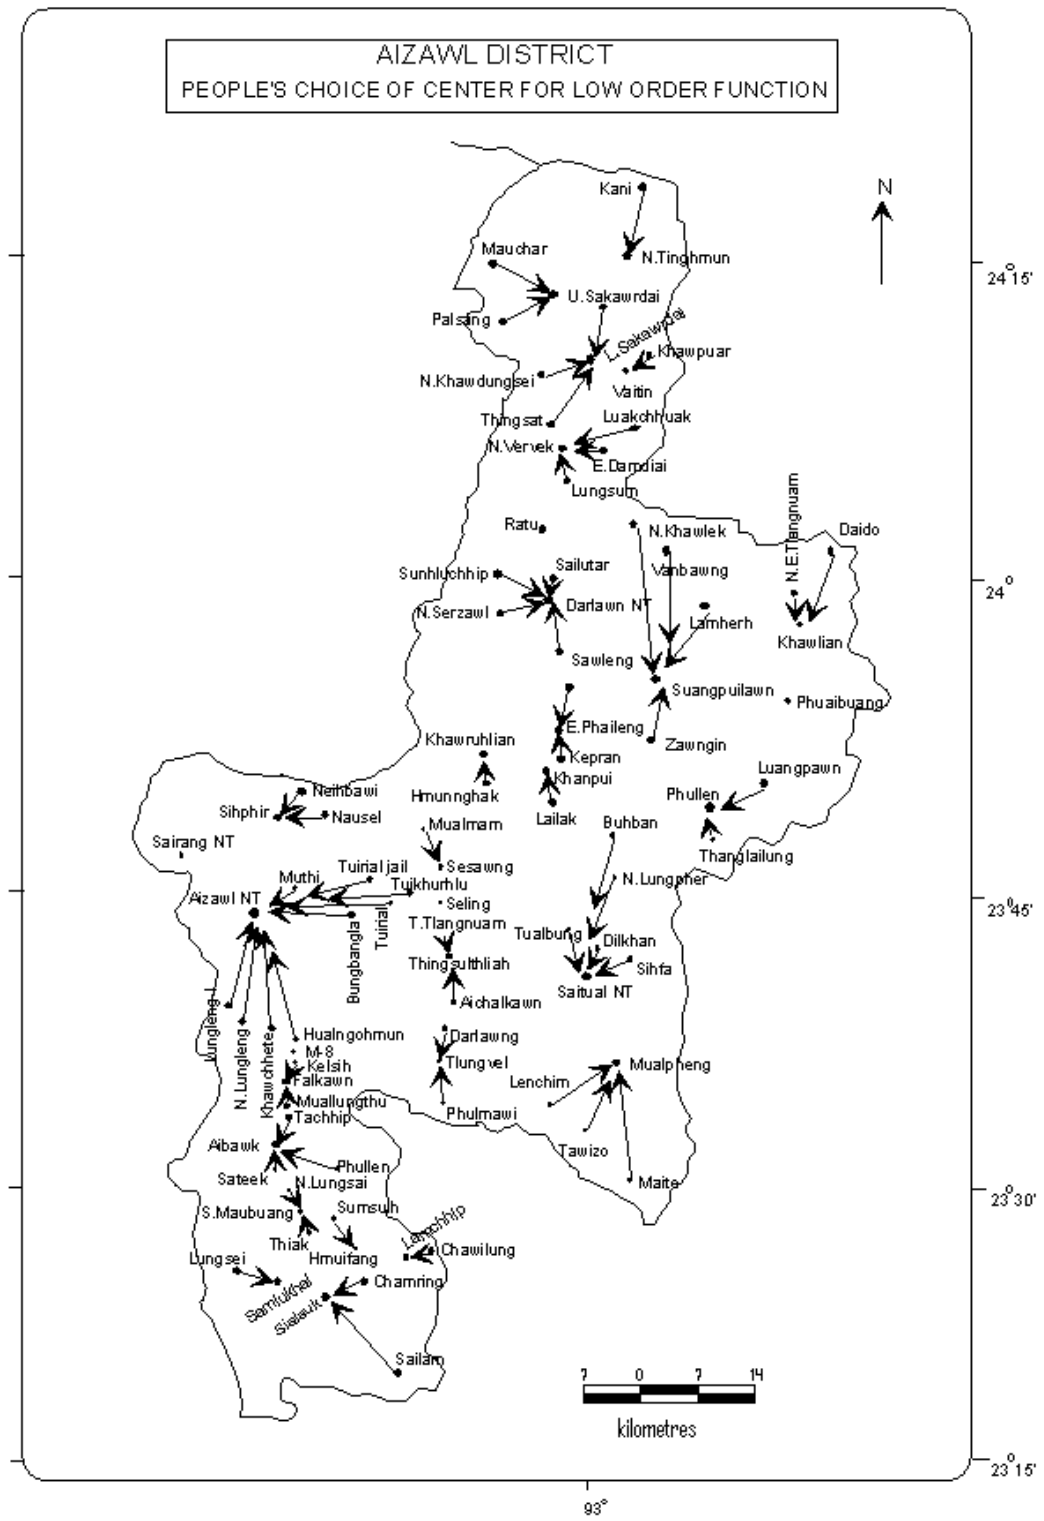 AIZAWL DISTRICT
PEOPLE'S CHOICE OF CENTER FOR LOW ORDER FUNCTION
N
Kani
N.Tinghmun
Mauchar
24°15'
U.Sakawrdai
Palsang
L.Sakawrdai
Khawpuar
N.Khawdungsei
Vaitin
Thingsat
Luakchhuak
N.Vervek
E.Damdiai
Lungsum
N.E.Tlangnuam
Ratu
N.Khawlek
Daido
Sailutar
Vanbawng
Sunhluchhip
24°
N.Serzawl
Darlawn NT
Lamherh
Khawlian
Sawleng
Suangpuilawn
Phuaibuang
E.Phaileng
Khawruhlian
Zawngin
Kepran
Luangpawn
Khanpui
Neihbawi
Hmunnghak
Phullen
Sihphir
Nausel
Lailak
Buhban
Mualmam
Sairang NT
Thanglailung
Tuirial jail
Sesawng
Muthi
Tuikhurhlu
N.Lungpher
Aizawl NT
Seling
23°45'
T.Tlangnuam
Tuirial
Tualbung
Bungbangla
Dilkhan
Thingsulthliah
Sihfa
Saitual NT
Aichalkawn
Lungleng I
N.Lungleng
Khawchhete
Hualngohmun
Darlawng
M-8
Kelsih
Tlungvel
Mualpheng
Falkawn
Lenchim
Muallungthu
Phulmawi
Tachhip
Aibawk
Tawizo
Phullen
Sateek
N.Lungsai
Maite
23°30'
S.Maubuang
Sumsuih
Lamchhip
Thiak
Hmuifang
Chawilung
Lungsei
Samlukhai
Chamring
Sialsuk
Sailam
7 0 7 14
kilometres
23°15'
93°